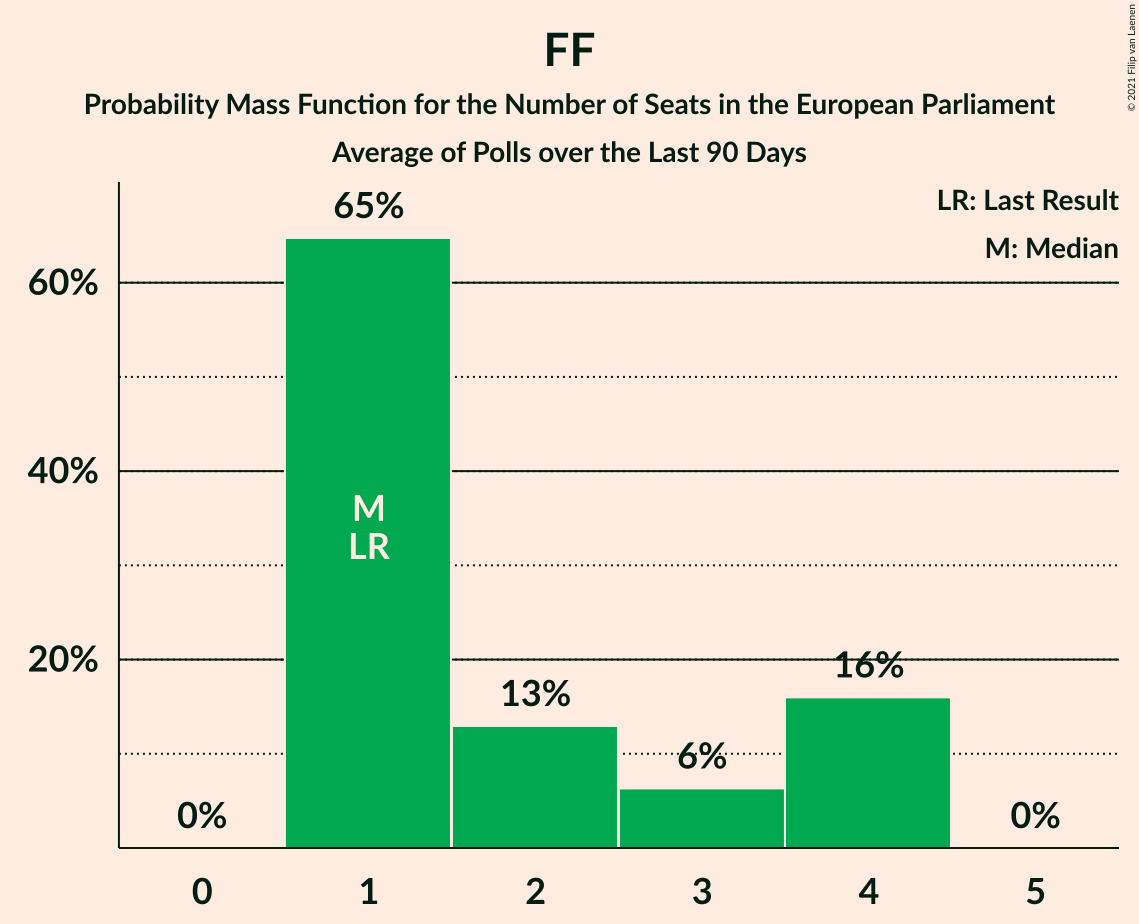 FF
Probability Mass Function for the Number of Seats in the European Parliament
Average of Polls over the Last 90 Days
© 2021 Filip van Laenen
LR: Last Result
M: Median
65%
60%
40%
M
LR
20%
16%
13%
6%
0%
0%
0 1 2 3 4 5